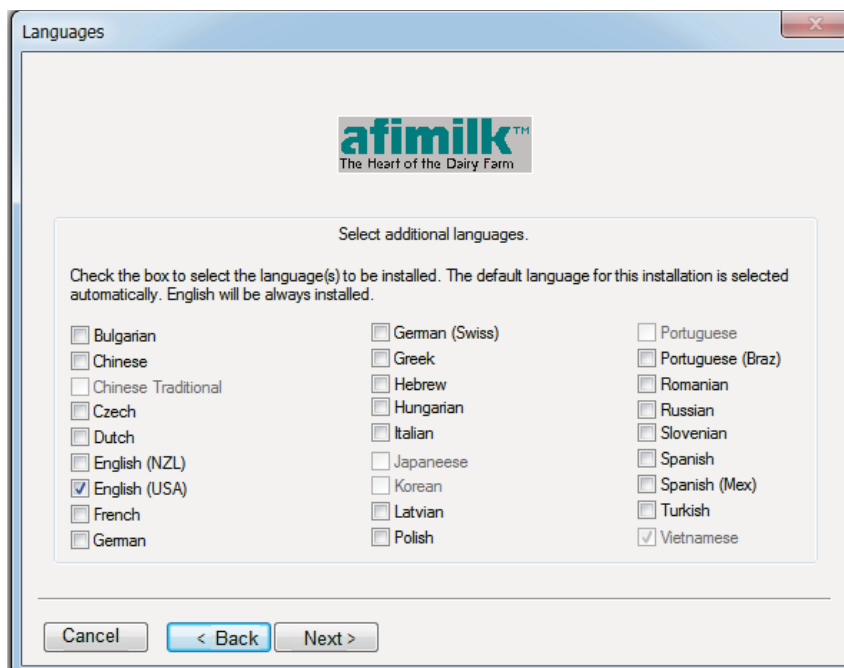 Languages
afimilk™
The Heart of the Dairy Farm
Select additional languages.
Check the box to select the language(s) to be installed. The default language for this installation is selected
automatically. English will be always installed.
Bulgarian
Chinese
Chinese Traditional
Czech
Dutch
English (NZL)
English (USA)
French
German
German (Swiss)
Greek
Hebrew
Hungarian
Italian
Japaneese
Korean
Latvian
Polish
Portuguese
Portuguese (Braz)
Romanian
Russian
Slovenian
Spanish
Spanish (Mex)
Turkish
Vietnamese
Cancel
< Back
Next >